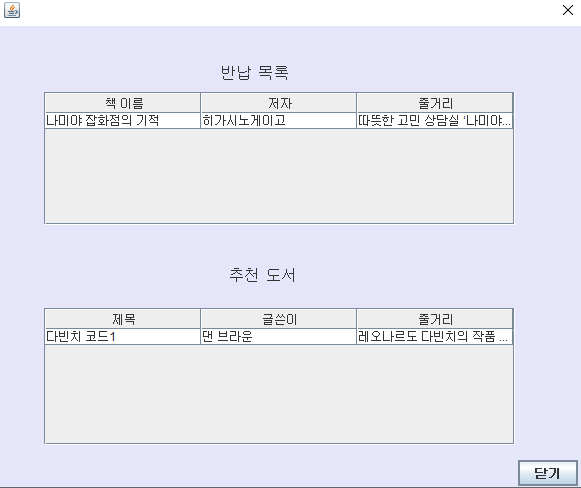 반납 목록
책 이름 저자 줄거리
나미야 잡화점의 기적 히가시노게이고 따뜻한 고민 상담실 '나미야...
추천 도서
제목 글쓴이 줄거리
다빈치 코드1 댄 브라운 레오나르도 다빈치의 작품 ...
닫기